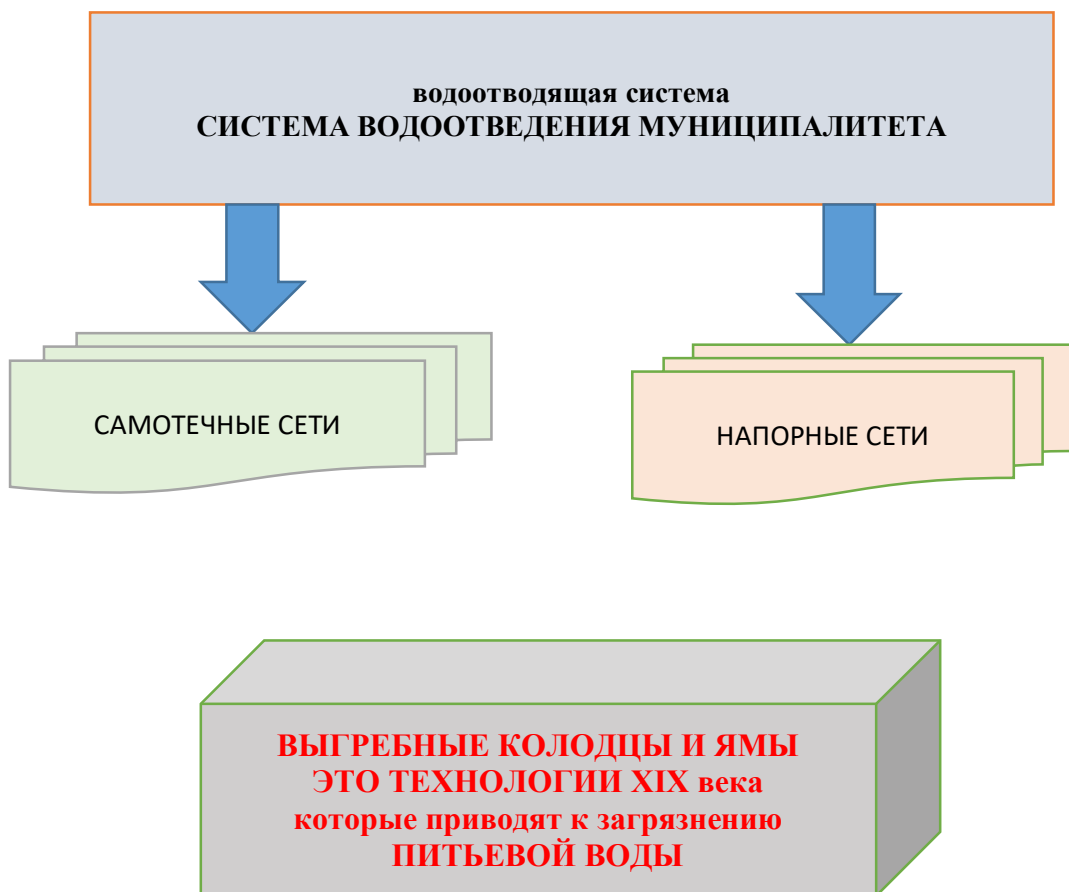 водоотводящая система
СИСТЕМА ВОДООТВЕДЕНИЯ МУНИЦИПАЛИТЕТА
САМОТЕЧНЫЕ СЕТИ
НАПОРНЫЕ СЕТИ
ВЫГРЕБНЫЕ КОЛОДЦЫ И ЯМЫ
ЭТО ТЕХНОЛОГИИ XIX века
которые приводят к загрязнению
ПИТЬЕВОЙ ВОДЫ